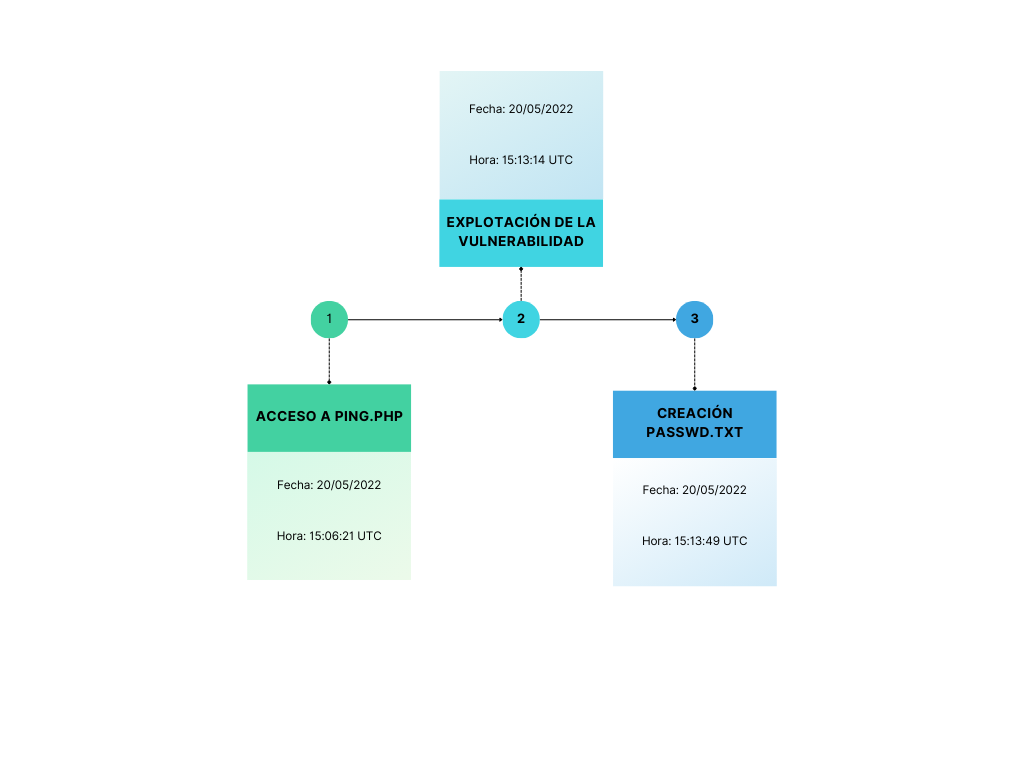 Fecha: 20/05/2022
Hora: 15:13:14 UTC
EXPLOTACIÓN DE LA
VULNERABILIDAD
1
2
3
ACCESO A PING.PHP
Fecha: 20/05/2022
Hora: 15:06:21 UTC
CREACIÓN
PASSWD.TXT
Fecha: 20/05/2022
Hora: 15:13:49 UTC